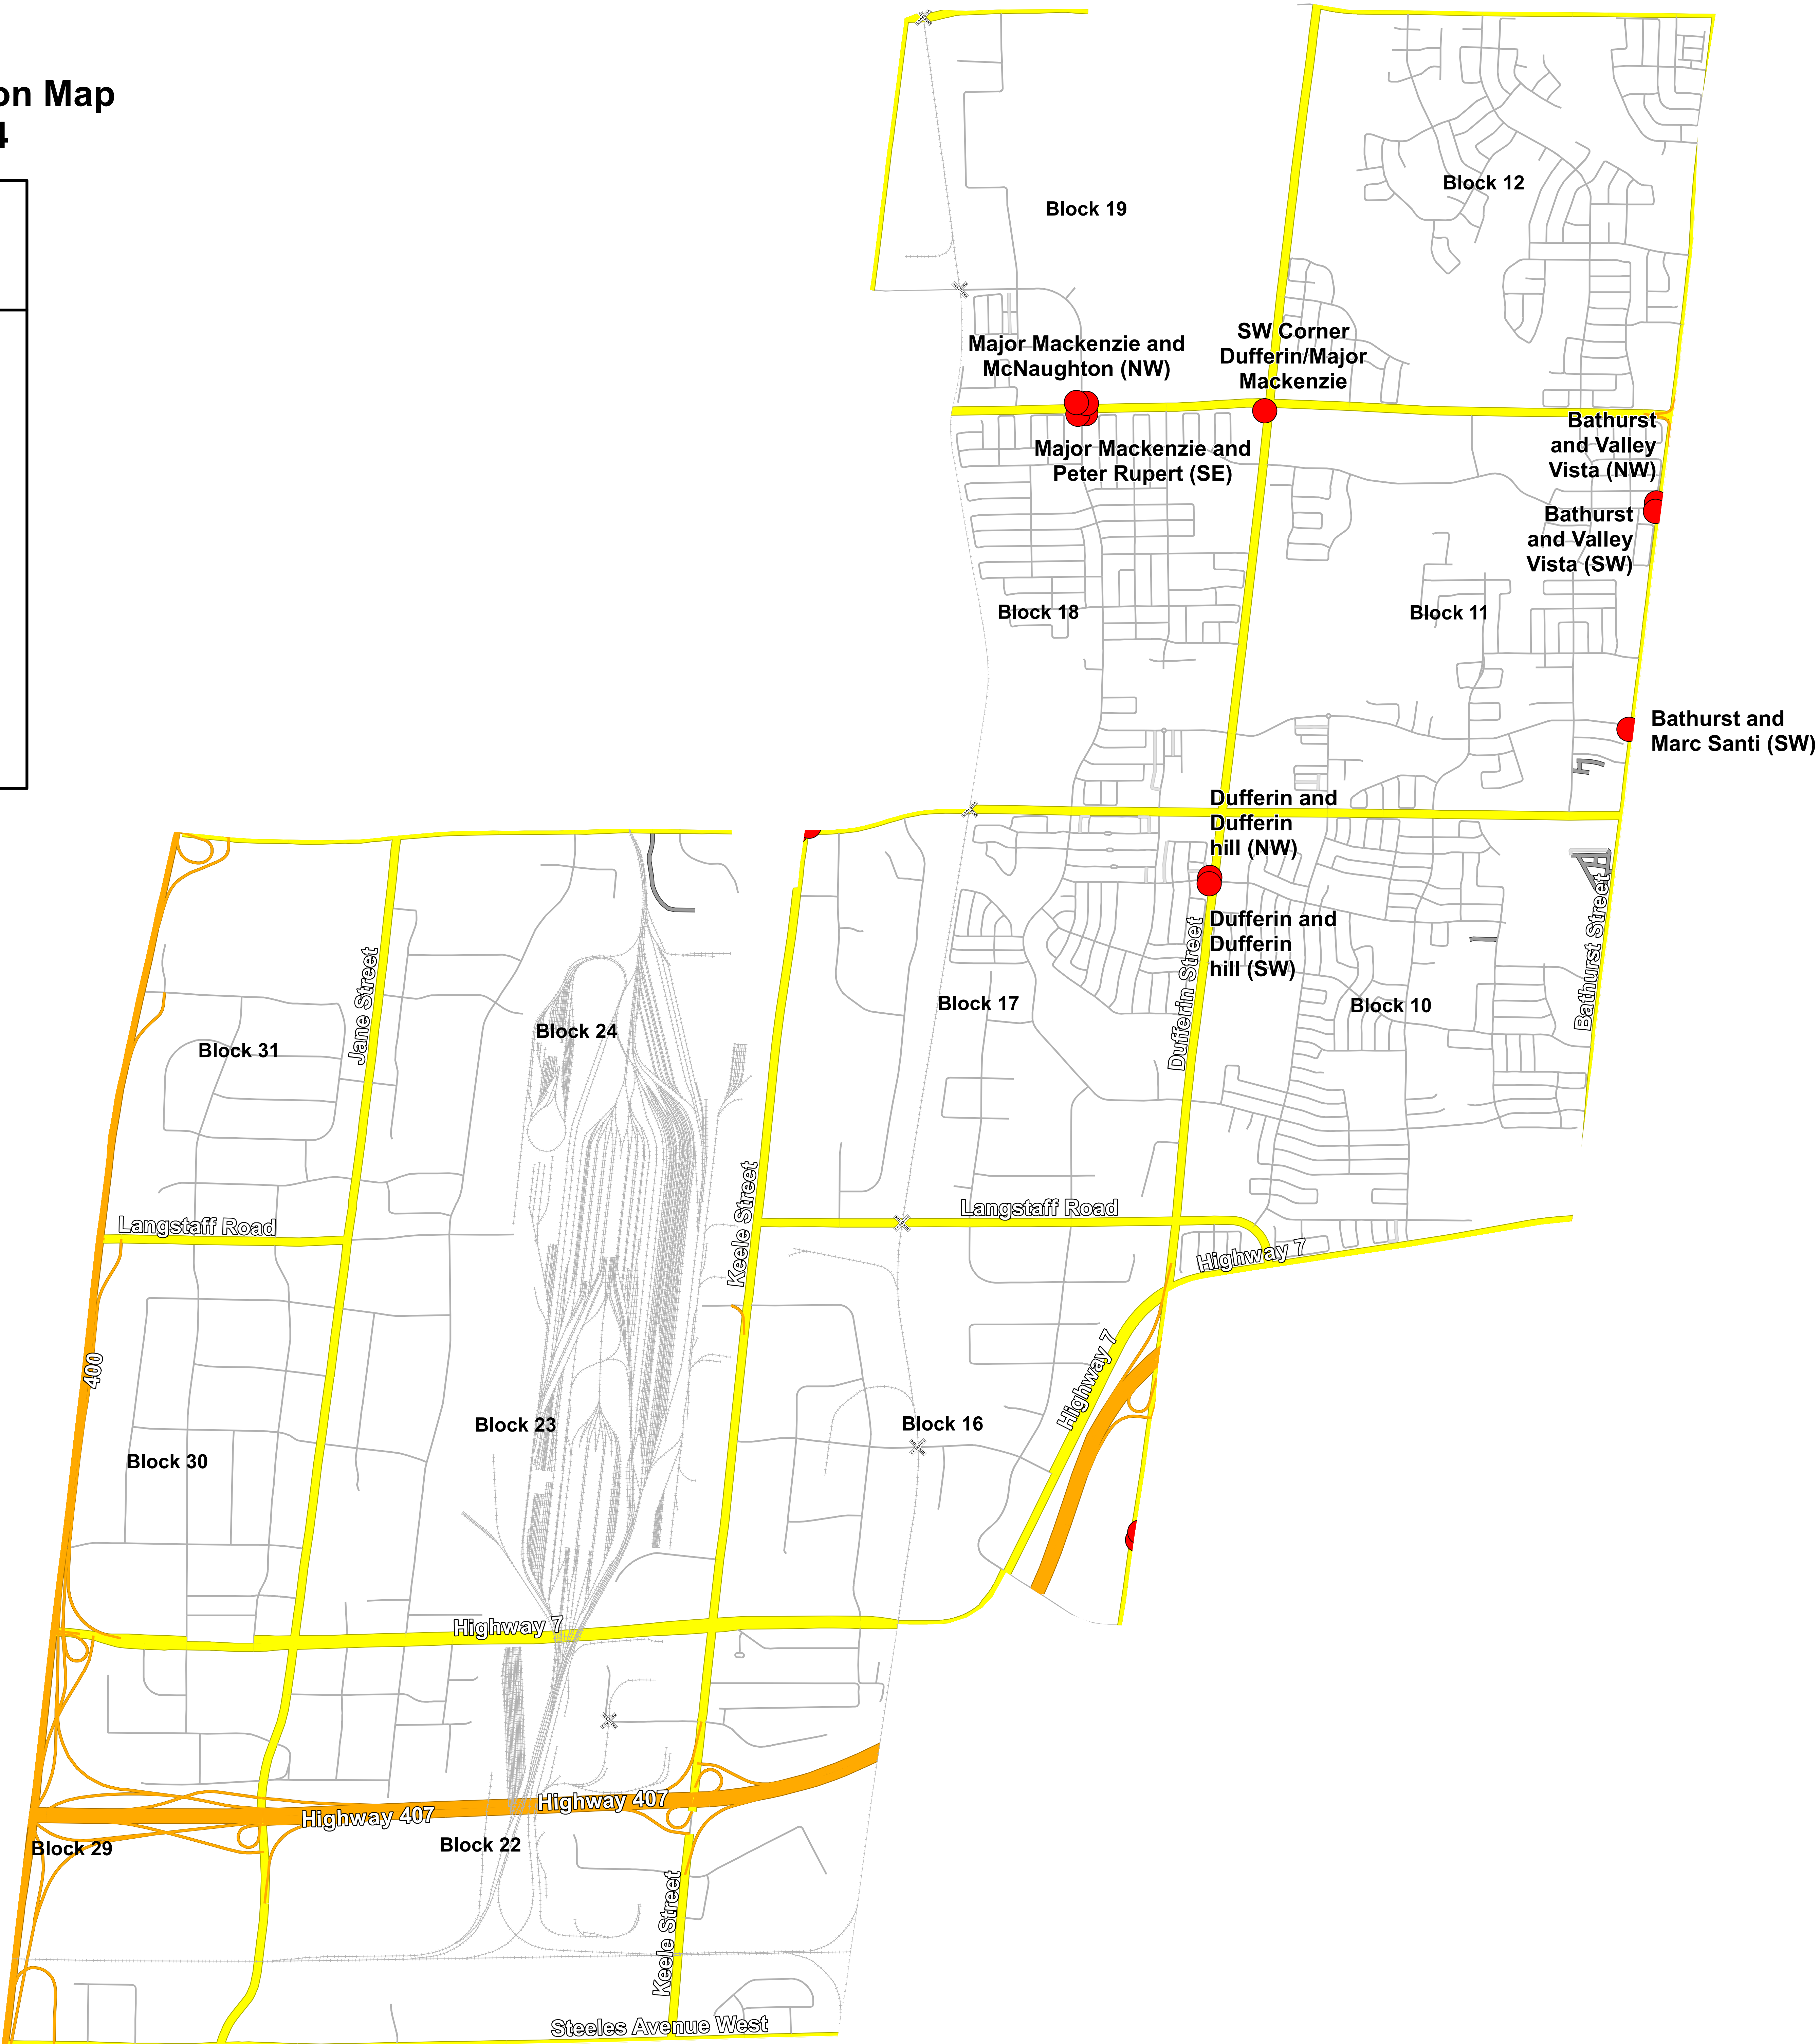 on Map
4
Block 12
Block 19
SW Corner
Dufferin/Major
Mackenzie
Major Mackenzie and
McNaughton (NW)
Bathurst
and Valley
Vista (NW)
Major Mackenzie and
Peter Rupert (SE)
Bathurst
and Valley
Vista (SW)
Block 18
Block 11
Bathurst and
Marc Santi (SW)
Dufferin and
Dufferin
hill (NW)
Dufferin and
Dufferin
hill (SW)
Bathurst Street
Dufferin Street
Jane Street
Block 17
Block 10
Block 24
Block 31
Keele Street
Langstaff Road
Langstaff Road
Highway 7
Highway 7
400
Block 23
Block 16
Block 30
Highway 7
Highway 407
Highway 407
Block 29
Block 22
Keele Street
Steeles Avenue West